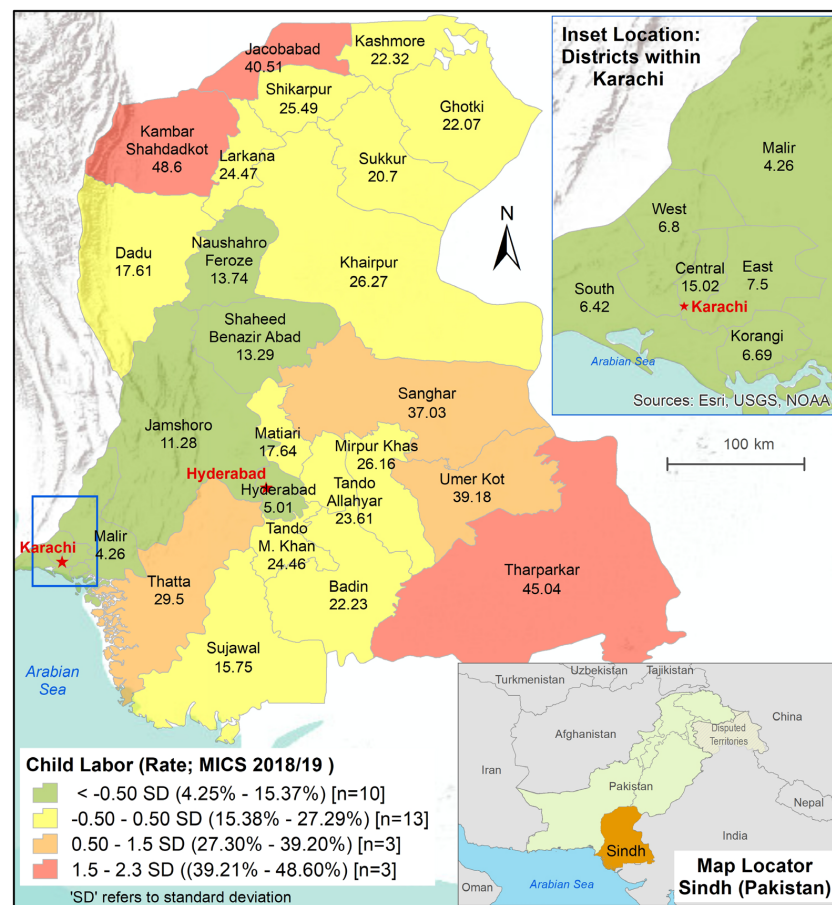 Jacobabad
40.51
Kashmore
22.32
Shikarpur
25.49
Ghotki
22.07
Kambar
Shahdadkot
48.6
Larkana
24.47
Sukkur
20.7
Dadu
17.61
Naushahro
Feroze
13.74
Khairpur
26.27
N
Shaheed
Benazir Abad
13.29
Sanghar
37.03
Jamshoro
11.28
Matiari
17.64
Mirpur Khas
26.16
Hyderabad
Hyderabad
5.01
Tando
Allahyar
23.61
Umer Kot
39.18
Karachi
Malir
4.26
Tando
M. Khan
24.46
Thatta
29.5
Badin
22.23
Tharparkar
45.04
Sujawal
15.75
Arabian
Sea
100 km
Inset Location:
Districts within
Karachi
Malir
4.26
West
6.8
Central
15.02
East
7.5
South
6.42
Karachi
Korangi
6.69
Arabian Sea
Sources: Esri, USGS, NOAA
Child Labor (Rate; MICS 2018/19 )
< -0.50 SD (4.25% - 15.37%) [n=10]
-0.50 - 0.50 SD (15.38% - 27.29%) [n=13]
0.50 - 1.5 SD (27.30% - 39.20%) [n=3]
1.5 - 2.3 SD ((39.21% - 48.60%) [n=3]
'SD' refers to standard deviation
Uzbekistan
Tajikistan
Turkmenistan
China
Disputed
Territories
Afghanistan
Iran
Pakistan
Nepal
Sindh
India
Oman
Arabian Sea
Map Locator
Sindh (Pakistan)